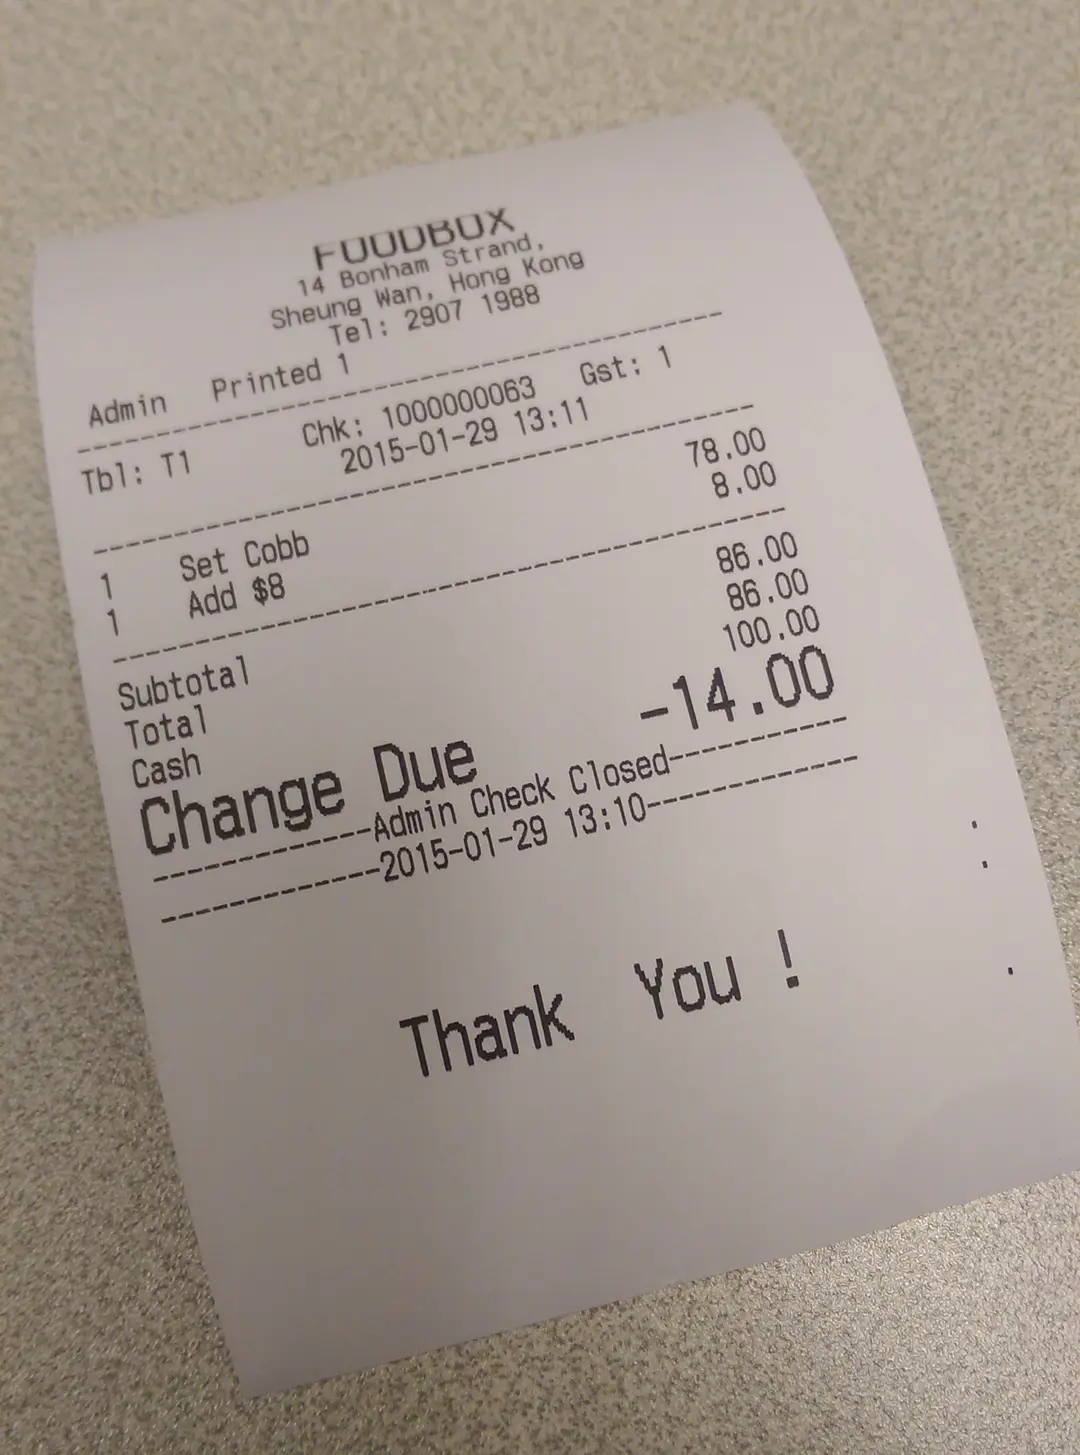 FOODBOX
14 Bonham Strand,
Sheung Wan, Hong Kong
Tel: 2907 1988
Admin Printed 1
--------------------------------
Tbl: T1 Chk: 1000000063 Gst: 1
2015-01-29 13:11
--------------------------------
1 Set Cobb 78.00
1 Add $8 8.00
--------------------------------
Subtotal 86.00
Total 86.00
Cash 100.00
Change Due -14.00
-----------Admin Check Closed---------
-----------2015-01-29 13:10-----------
Thank You !